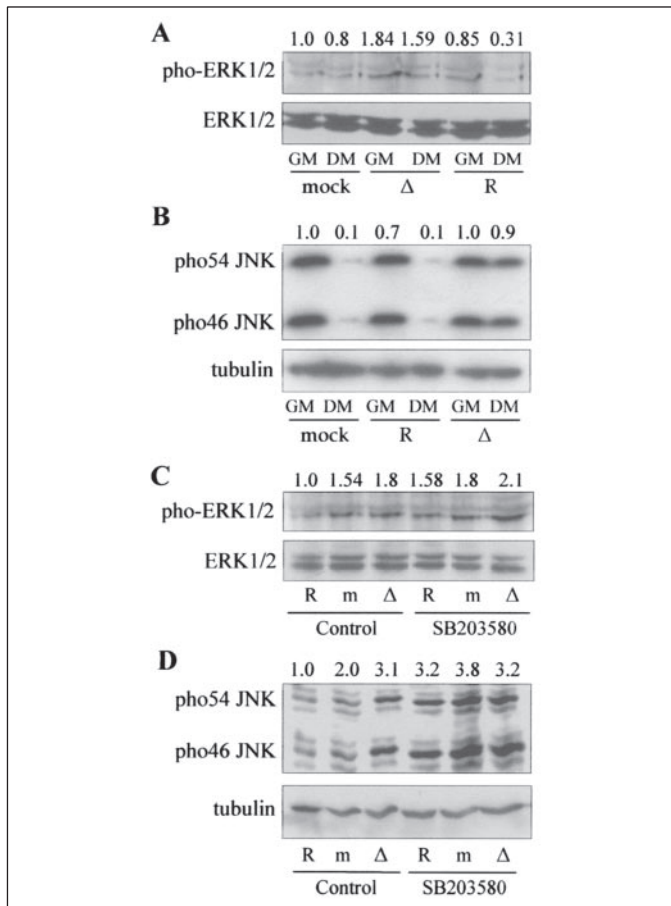 A
1.0 0.8 1.84 1.59 0.85 0.31
pho-ERK1/2
ERK1/2
GM DM GM DM GM DM
mock Δ R
B
1.0 0.1 0.7 0.1 1.0 0.9
pho54 JNK
pho46 JNK
tubulin
GM DM GM DM GM DM
mock R Δ
C
1.0 1.54 1.8 1.58 1.8 2.1
pho-ERK1/2
ERK1/2
R m Δ R m Δ
Control SB203580
D
1.0 2.0 3.1 3.2 3.8 3.2
pho54 JNK
pho46 JNK
tubulin
R m Δ R m Δ
Control SB203580